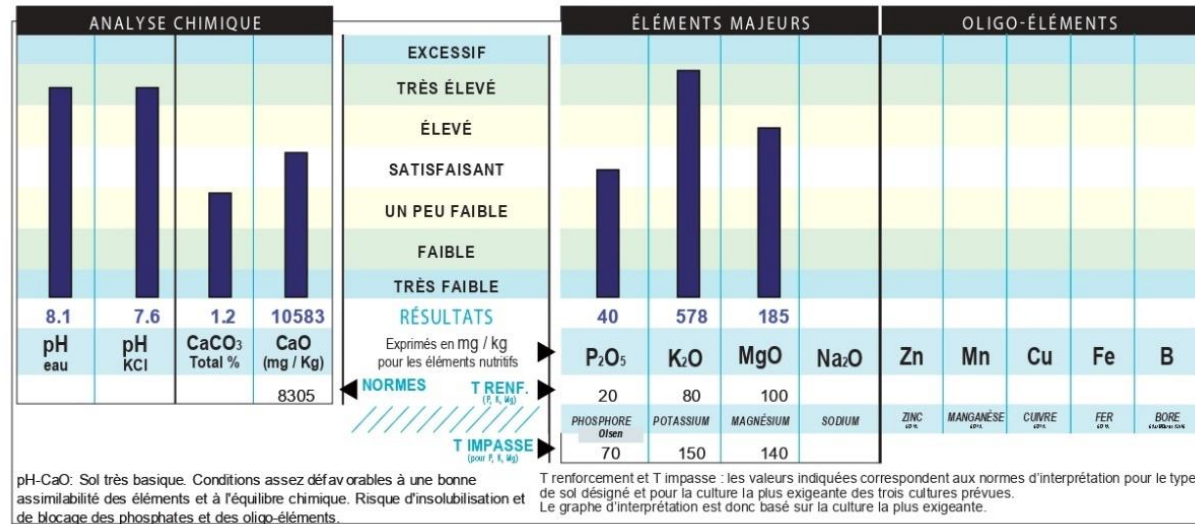 ANALYSE CHIMIQUE
ÉLÉMENTS MAJEURS
OLIGO-ÉLÉMENTS
EXCESSIF
TRÈS ÉLEVÉ
ÉLEVÉ
SATISFAISANT
UN PEU FAIBLE
FAIBLE
TRÈS FAIBLE
8.1 7.6 1.2 10583 RÉSULTATS 40 578 185
pH eau
pH KCl
CaCO₃ Total %
CaO (mg / Kg)
Exprimés en mg / kg
pour les éléments nutritifs
P₂O₅ K₂O MgO Na₂O Zn Mn Cu Fe B
8305 NORMES T RENF. 20 80 100
(P, K, Mg)
PHOSPHORE POTASSIUM MAGNÉSIUM SODIUM ZINC MANGANÈSE CUIVRE FER BORE
Olsen
T IMPASSE 70 150 140
(pour P, K, Mg)
pH-CaO: Sol très basique. Conditions assez défavorables à une bonne
assimilabilité des éléments et à l'équilibre chimique. Risque d'insolubilisation et
de blocage des phosphates et des oligo-éléments.
T renforcement et T impasse : les valeurs indiquées correspondent aux normes d'interprétation pour le type
de sol désigné et pour la culture la plus exigeante des trois cultures prévues.
Le graphe d'interprétation est donc basé sur la culture la plus exigeante.